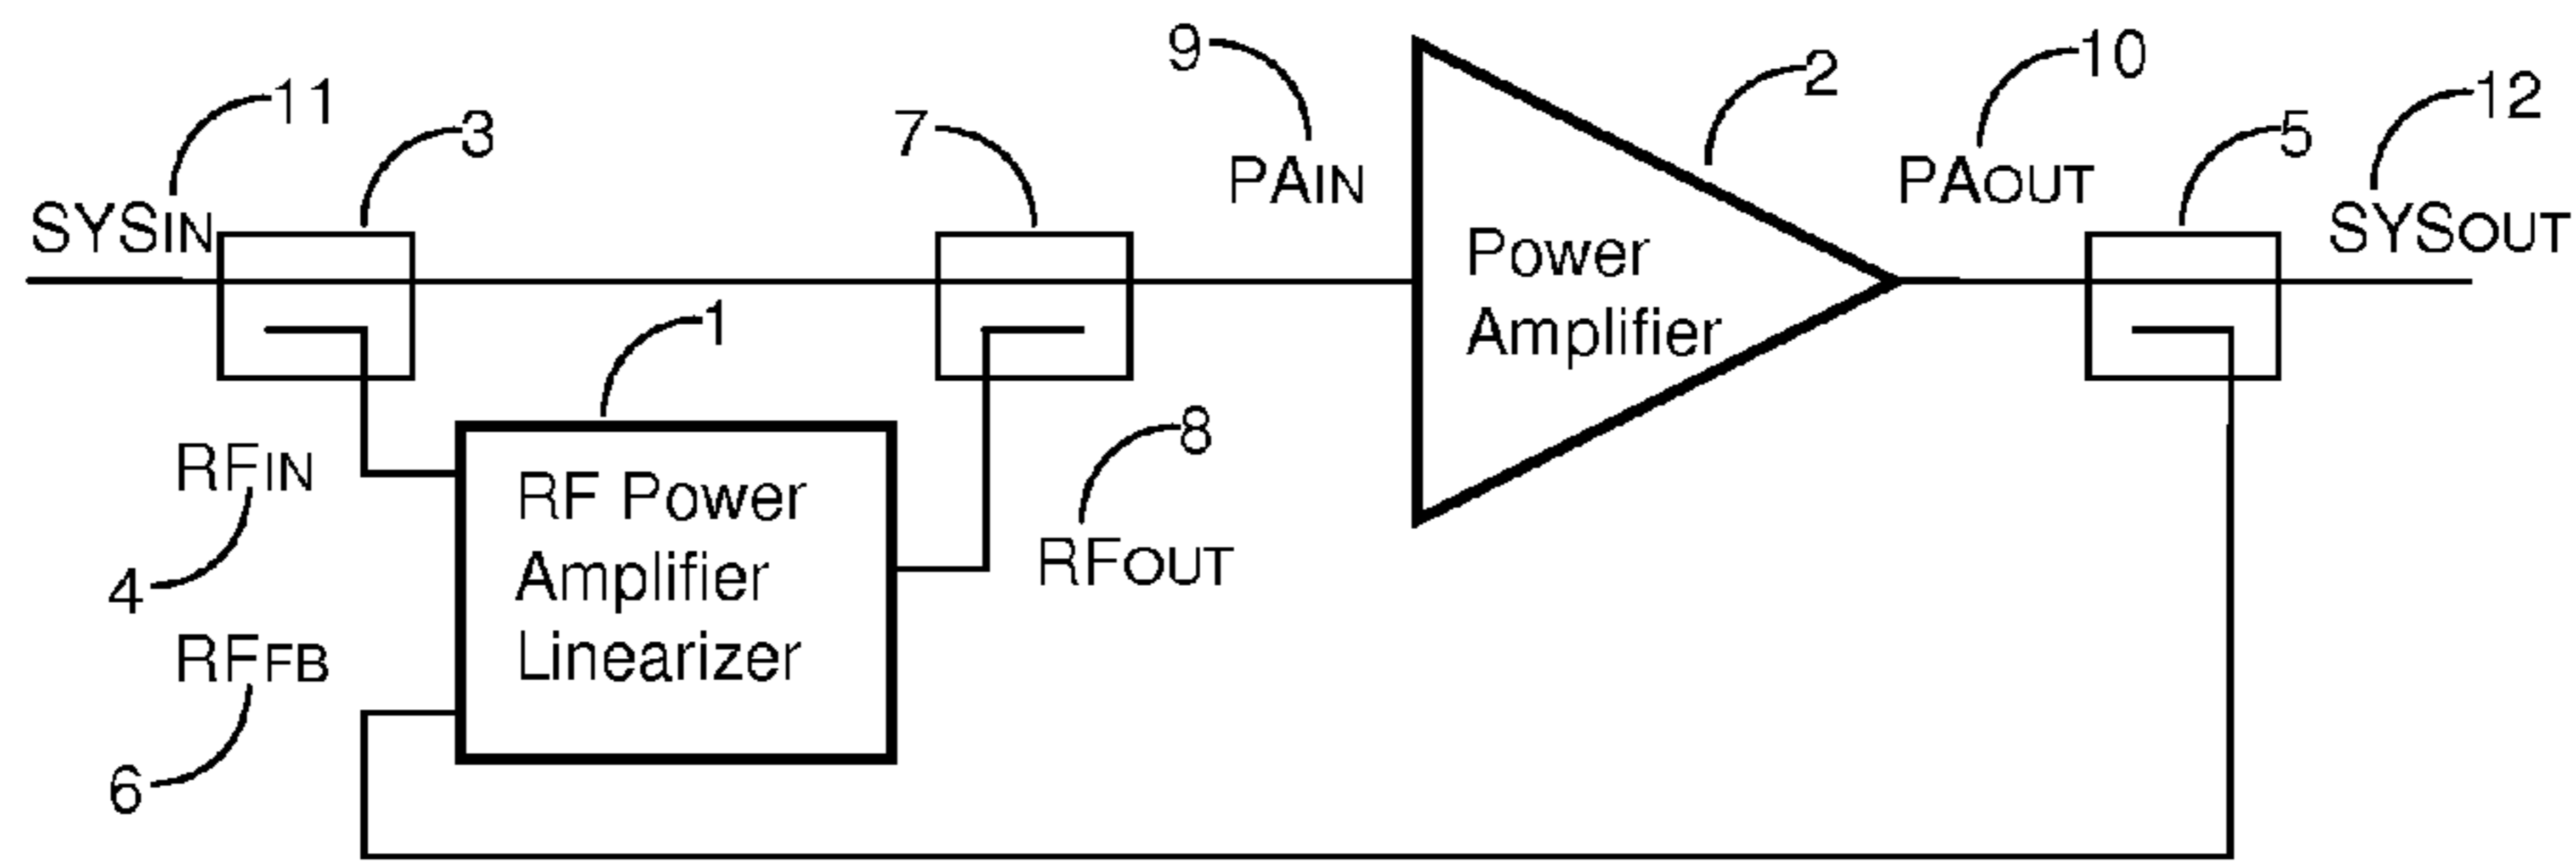 9
10
2
12
11
3
7
5
PAIN
PAOUT
SYSIN
SYSOUT
Power
Amplifier
1
8
RFIN
RF Power
Amplifier
Linearizer
RFOUT
4
RFFB
6